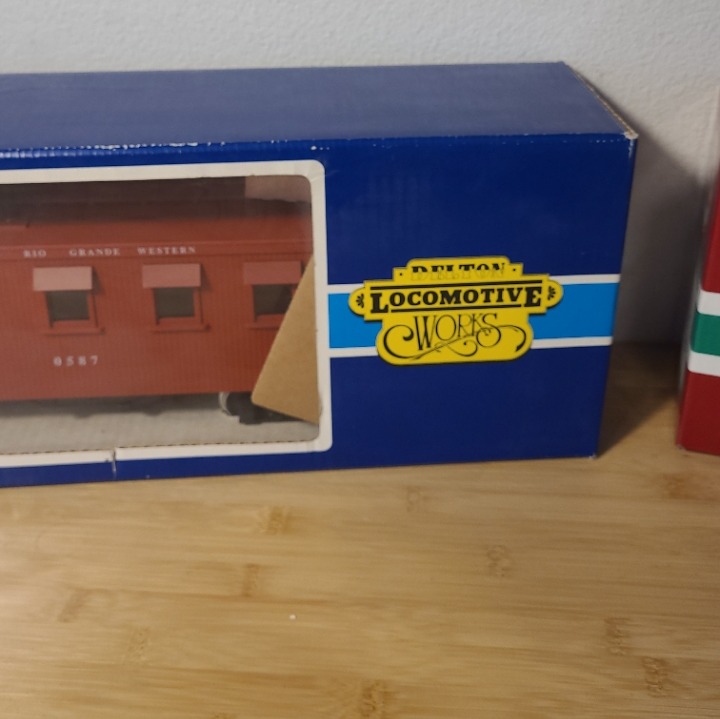 RIO GRANDE WESTERN
0587
DELTON
LOCOMOTIVE
WORKS